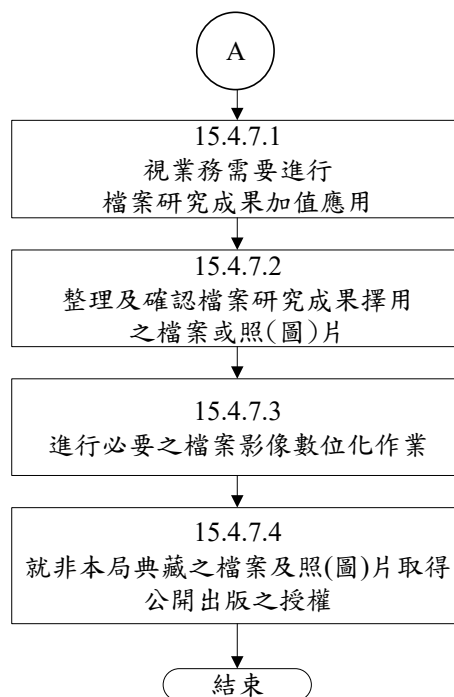 A
15.4.7.1
視業務需要進行
檔案研究成果加值應用
15.4.7.2
整理及確認檔案研究成果擇用
之檔案或照(圖)片
15.4.7.3
進行必要之檔案影像數位化作業
15.4.7.4
就非本局典藏之檔案及照(圖)片取得
公開出版之授權
結束